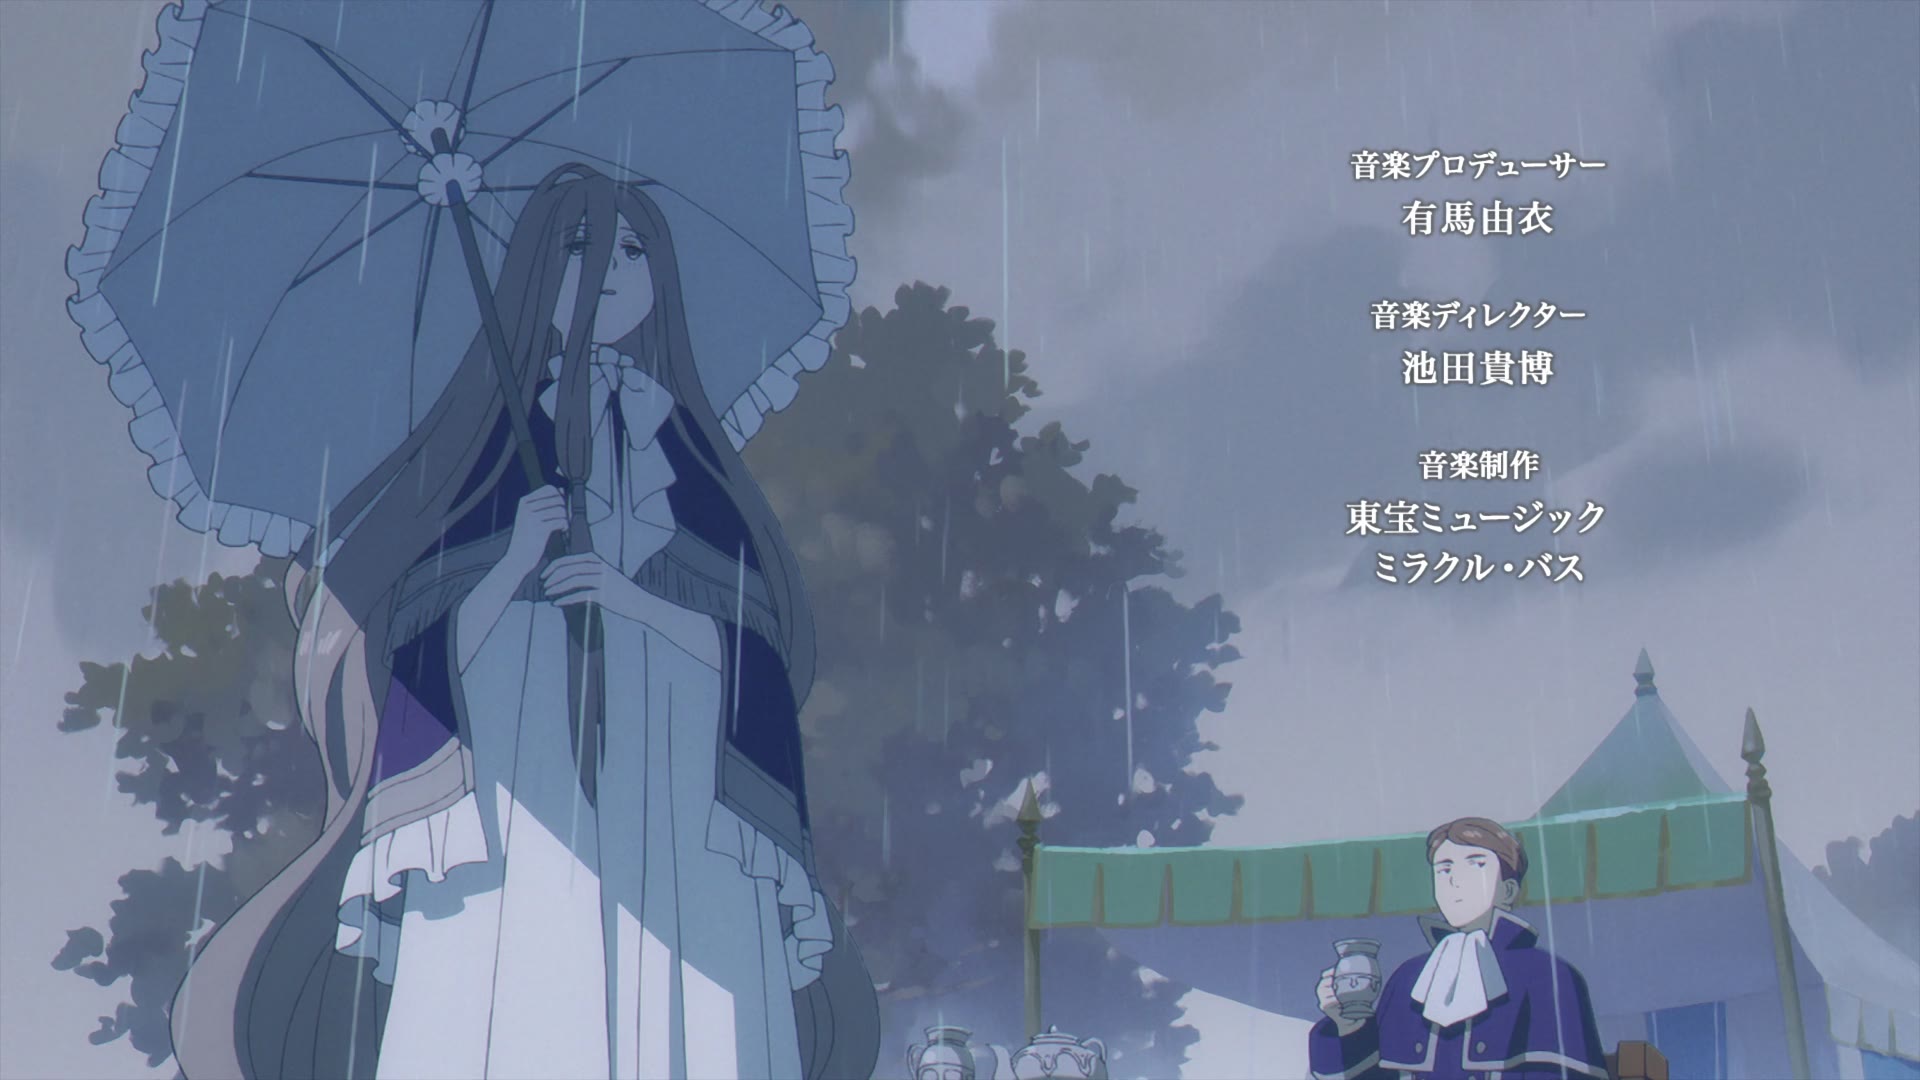 音楽プロデューサー
有馬由衣
音楽ディレクター
池田貴博
音楽制作
東宝ミュージック
ミラクル・バス